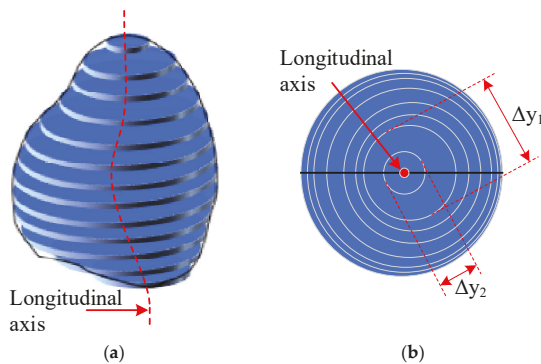 Longitudinal
axis
(a)
Longitudinal
axis
Δy₁
Δy₂
(b)